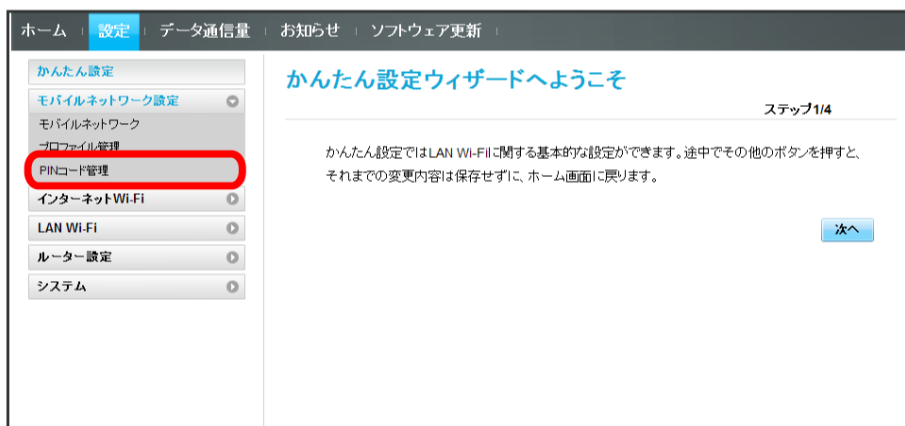 ホーム 設定 データ通信量 お知らせ ソフトウェア更新
かんたん設定
モバイルネットワーク設定
モバイルネットワーク
プロファイル管理
PINコード管理
インターネットWi-Fi
LAN Wi-Fi
ルーター設定
システム
かんたん設定ウィザードへようこそ
ステップ1/4
かんたん設定ではLAN Wi-Fiに関する基本的な設定ができます。途中でその他のボタンを押すと、
それまでの変更内容は保存せずに、ホーム画面に戻ります。
次へ